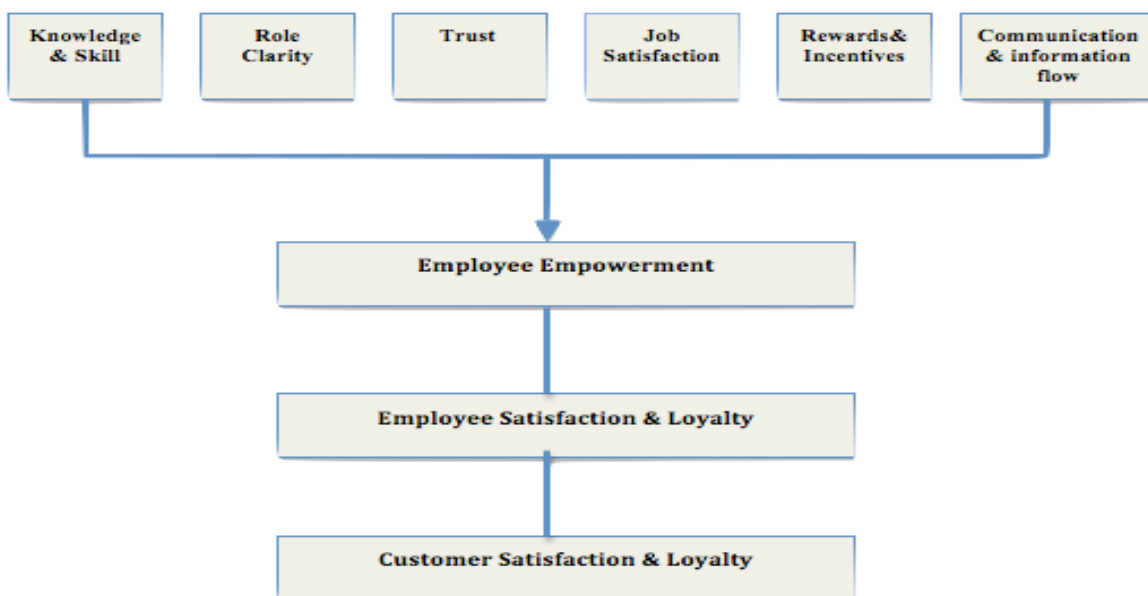 Knowledge
& Skill
Role
Clarity
Trust
Job
Satisfaction
Rewards&
Incentives
Communication
& information
flow
Employee Empowerment
Employee Satisfaction & Loyalty
Customer Satisfaction & Loyalty